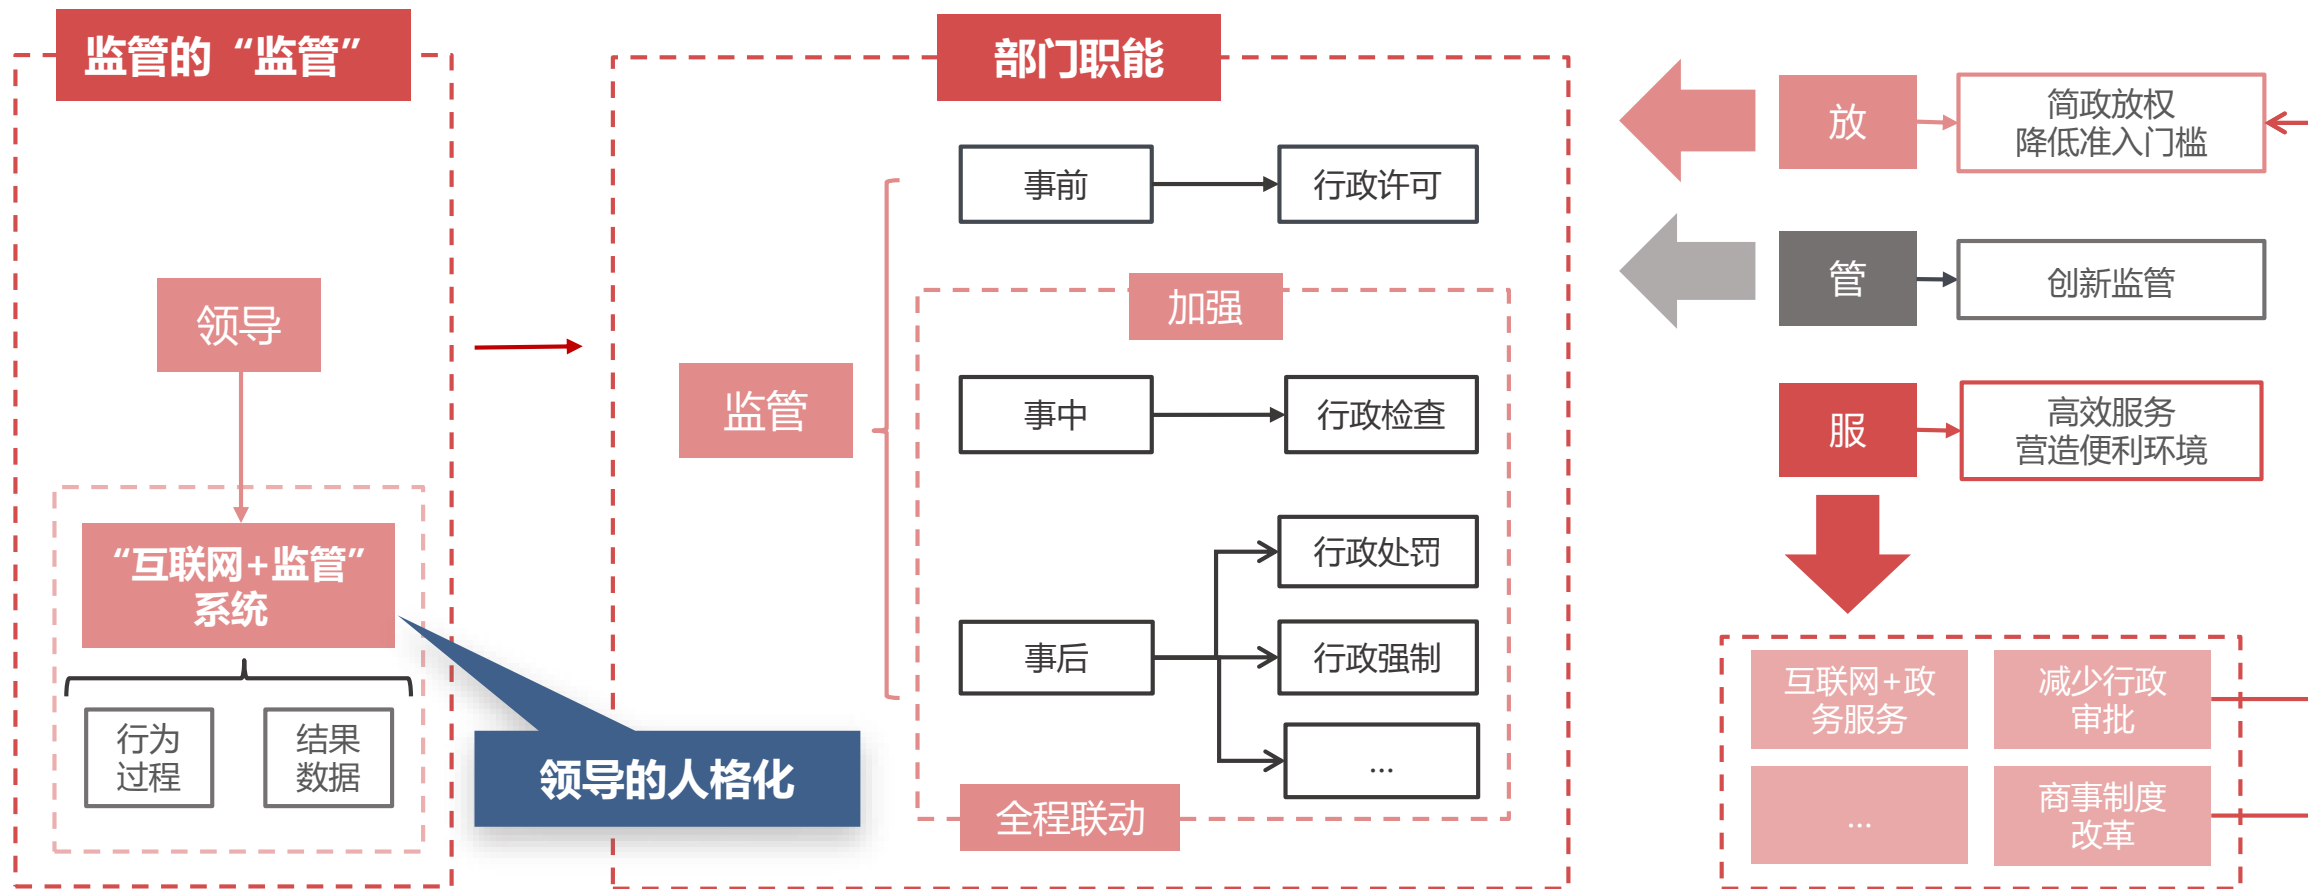 监管的“监管”
领导
“互联网+监管”
系统
行为
过程
结果
数据
领导的人格化
部门职能
监管
事前
行政许可
加强
事中
行政检查
事后
行政处罚
行政强制
...
全程联动
放
简政放权
降低准入门槛
管
创新监管
服
高效服务
营造便利环境
互联网+政
务服务
减少行政
审批
...
商事制度
改革